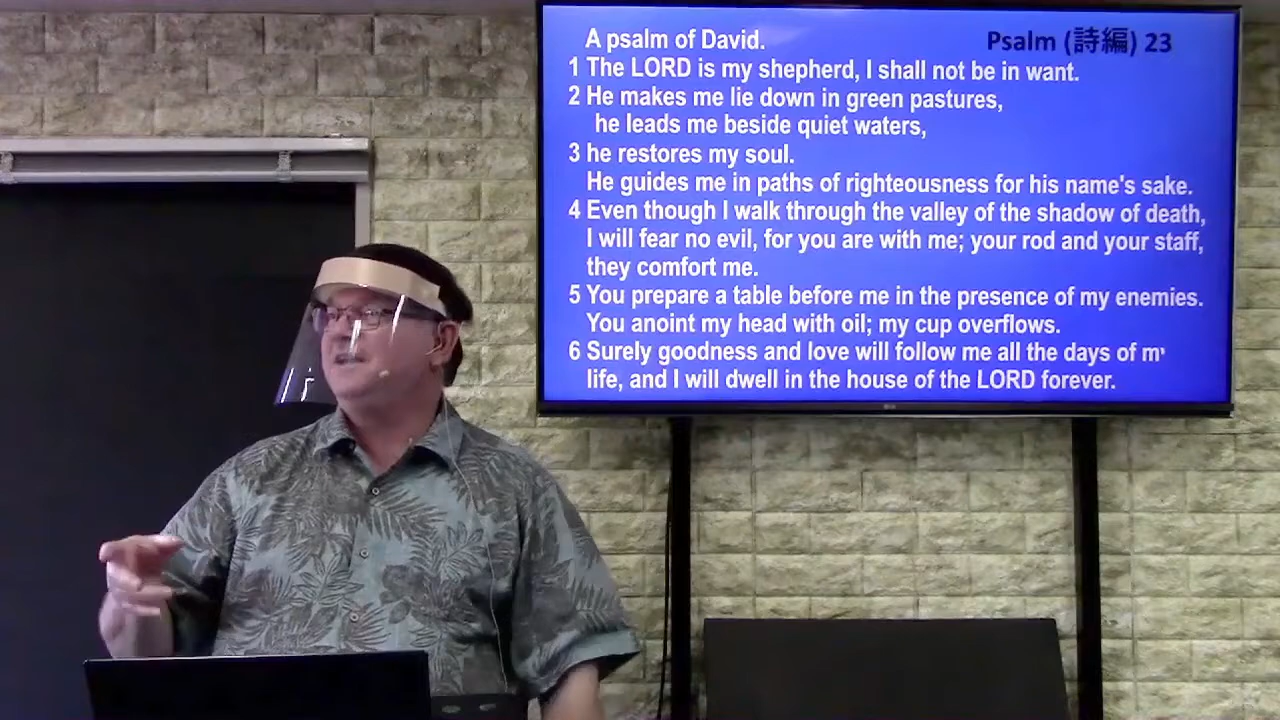 A psalm of David.
Psalm (詩編) 23
1 The LORD is my shepherd, I shall not be in want.
2 He makes me lie down in green pastures,
he leads me beside quiet waters,
3 he restores my soul.
He guides me in paths of righteousness for his name's sake.
4 Even though I walk through the valley of the shadow of death,
I will fear no evil, for you are with me; your rod and your staff,
they comfort me.
5 You prepare a table before me in the presence of my enemies.
You anoint my head with oil; my cup overflows.
6 Surely goodness and love will follow me all the days of m
life, and I will dwell in the house of the LORD forever.